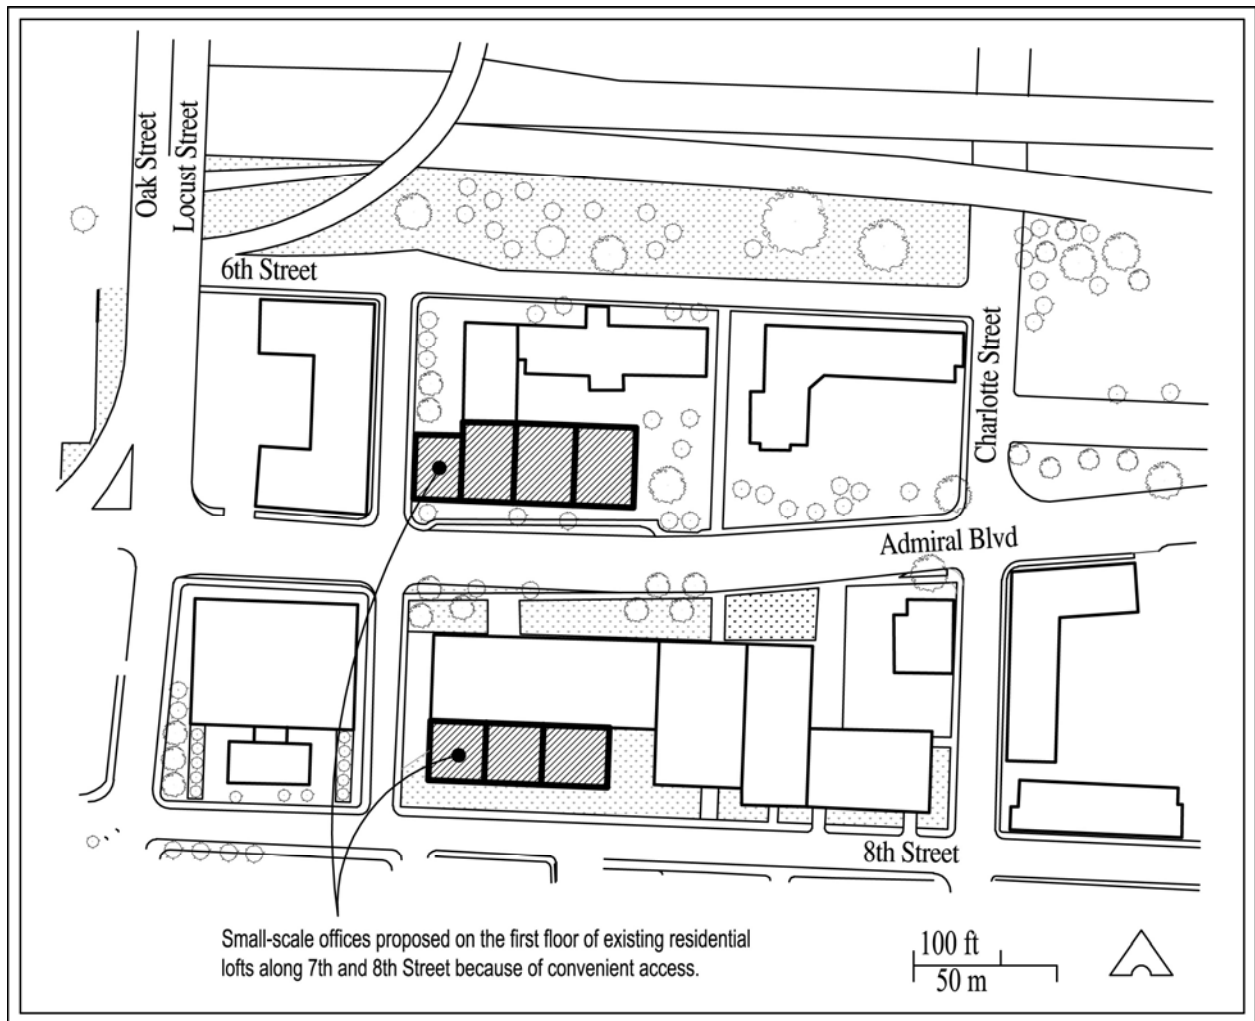 Oak Street
Locust Street
6th Street
Charlotte Street
Admiral Blvd
8th Street
Small-scale offices proposed on the first floor of existing residential
lofts along 7th and 8th Street because of convenient access.
100 ft
50 m